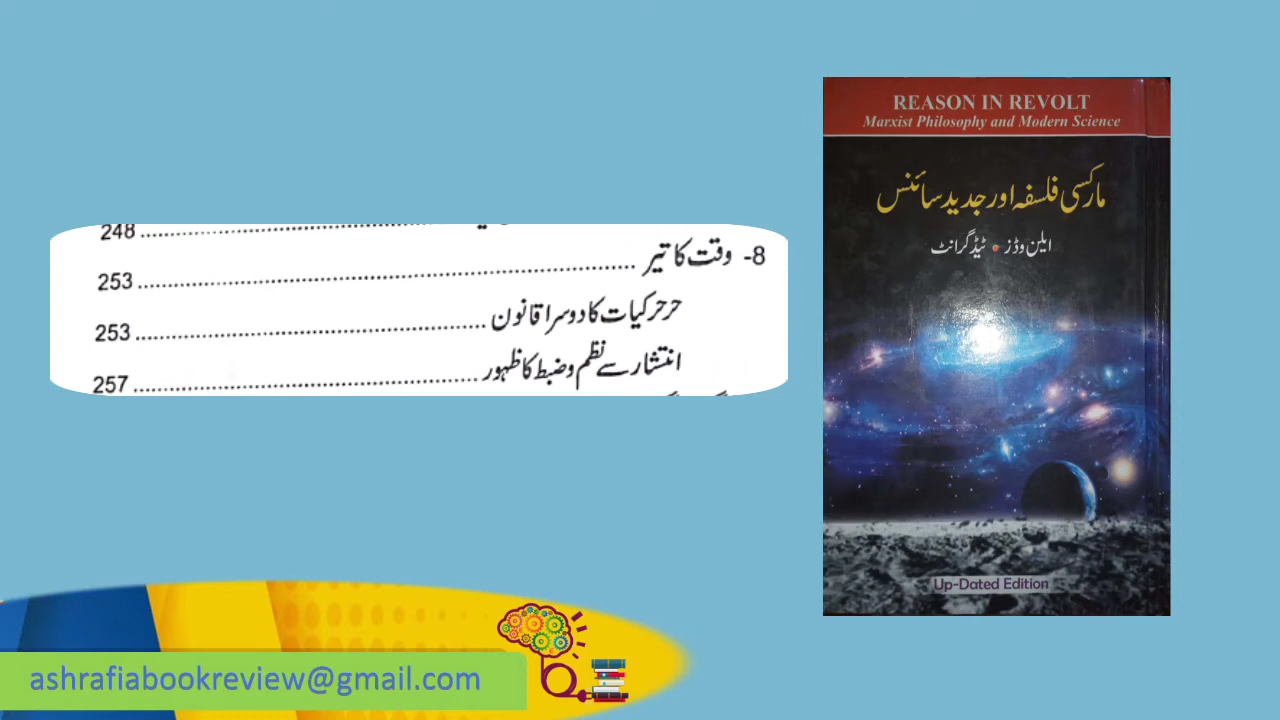 248 ........................................
8- وقت کا تیر ........................................ 253
حرحرکیات کا دوسرا قانون ........................................ 253
انتشار سے نظم و ضبط کا ظہور ........................................ 257
REASON IN REVOLT
Marxist Philosophy and Modern Science
مارکسی فلسفہ اور جدید سائنس
ایلن وڈز • ٹیڈ گرانٹ
Up-Dated Edition
ashrafiabookreview@gmail.com